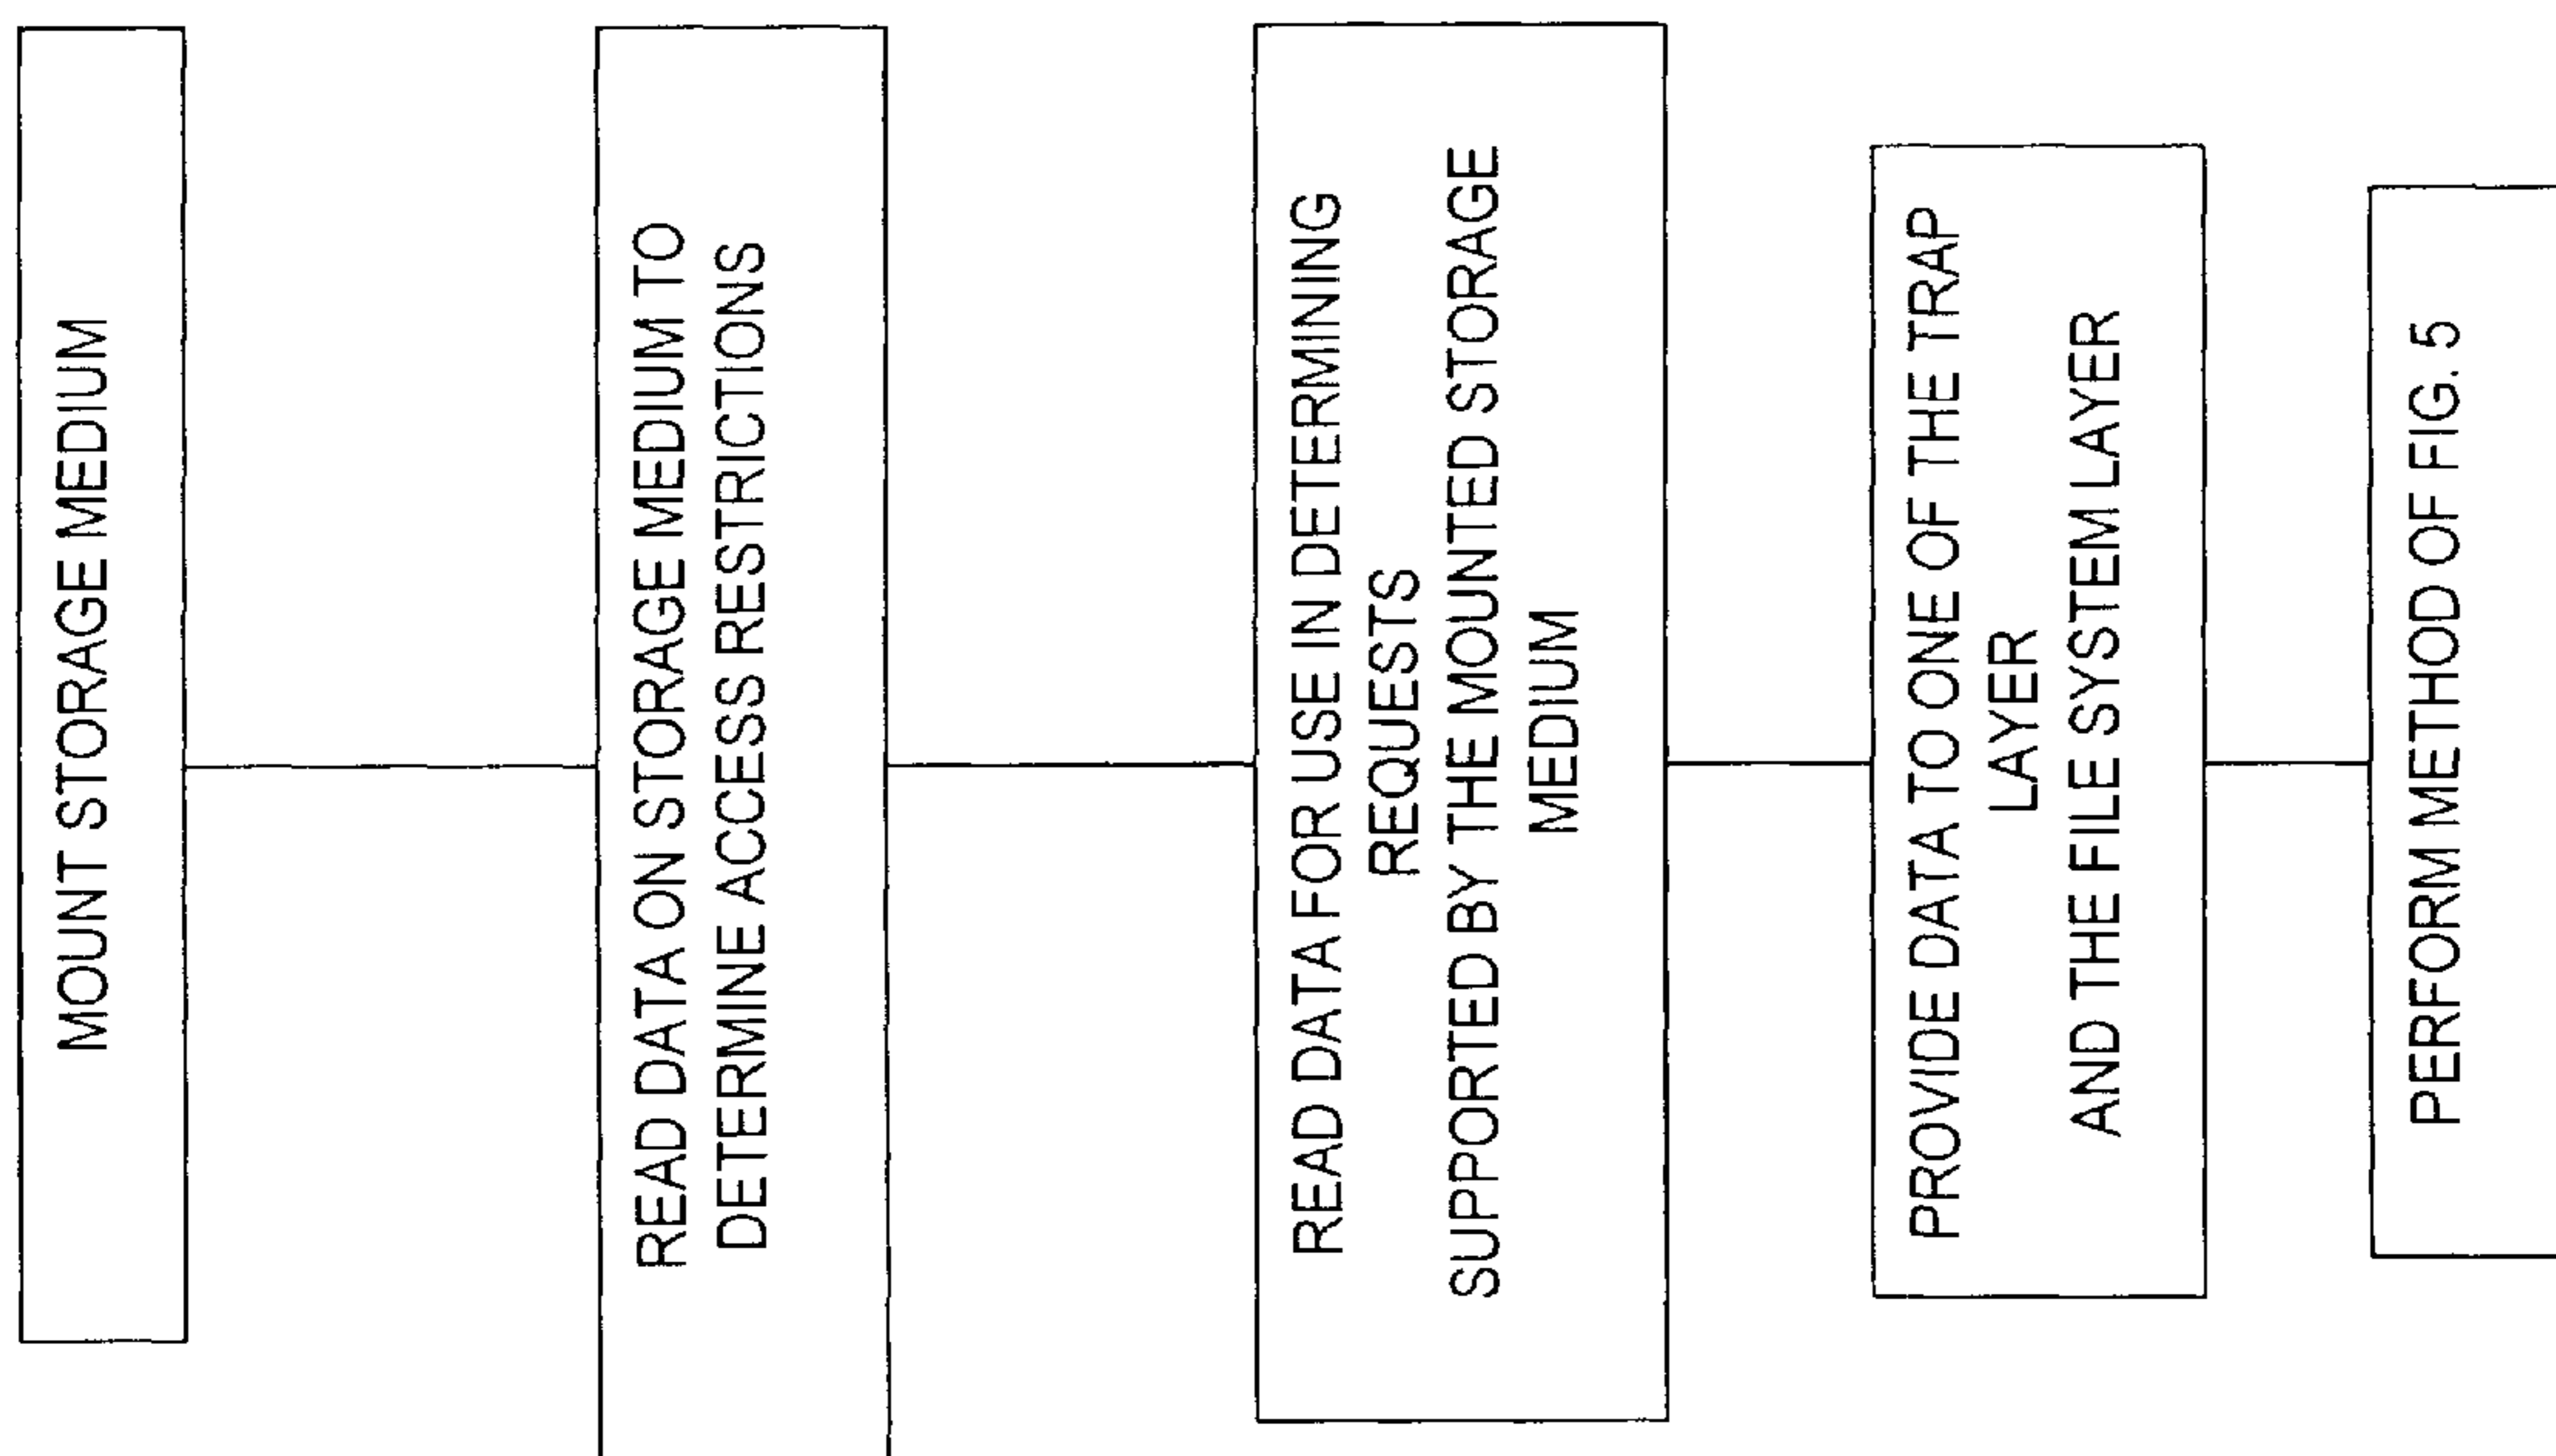 MOUNT STORAGE MEDIUM
READ DATA ON STORAGE MEDIUM TO
DETERMINE ACCESS RESTRICTIONS
READ DATA FOR USE IN DETERMINING
REQUESTS
SUPPORTED BY THE MOUNTED STORAGE
MEDIUM
PROVIDE DATA TO ONE OF THE TRAP
LAYER
AND THE FILE SYSTEM LAYER
PERFORM METHOD OF FIG. 5